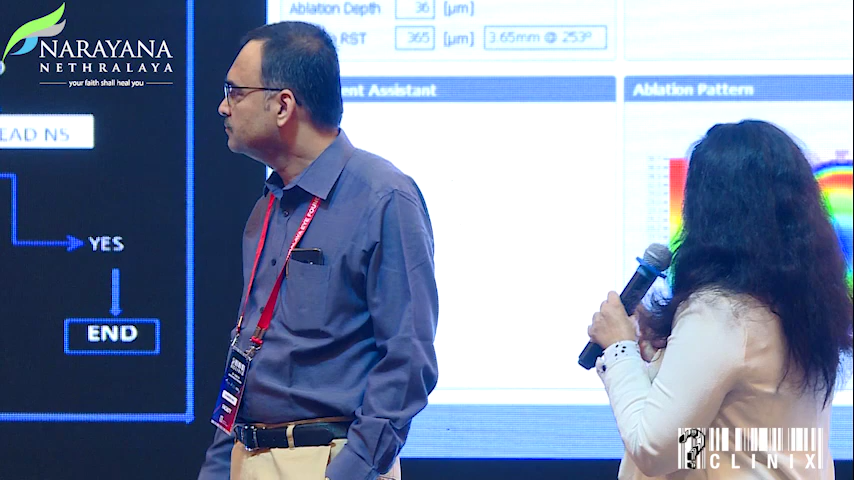 NARAYANA
NETHRALAYA
your faith shall heal you
Ablation Depth 36 [µm]
RST 365 [µm] 3.65mm @ 253º
ent Assistant
Ablation Pattern
EAD NS
YES
END
CLINIX